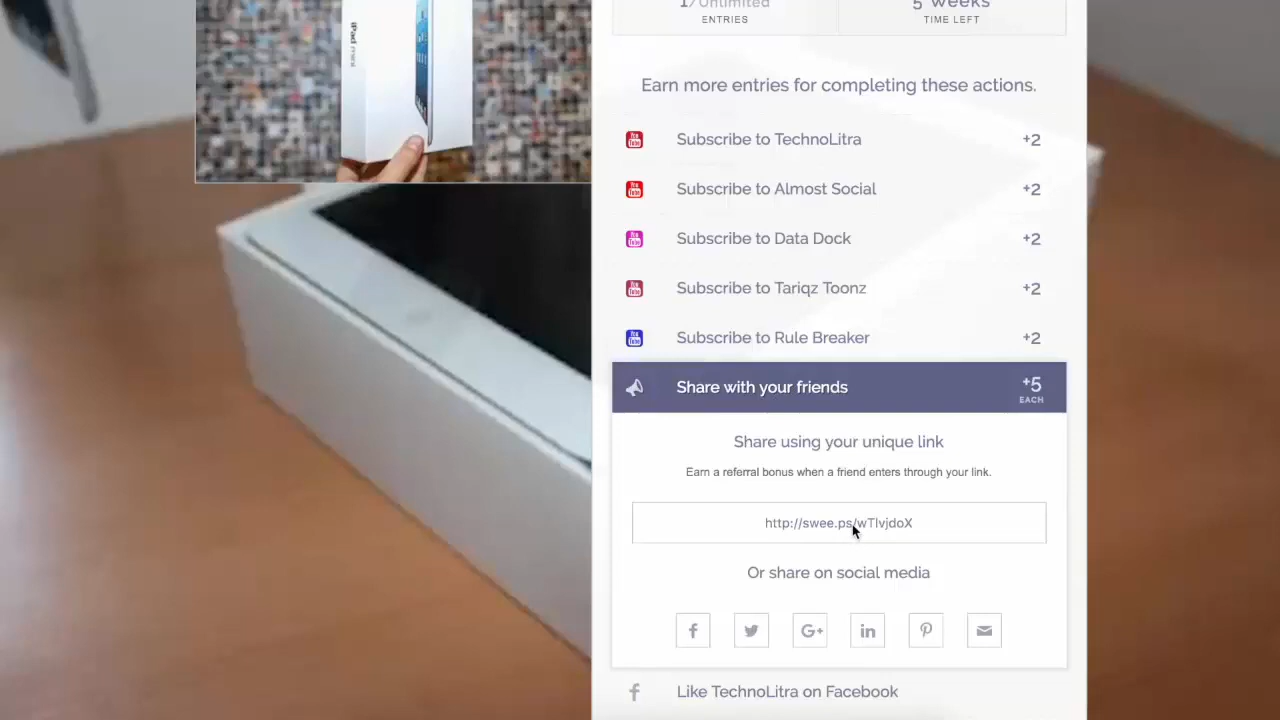 1/Unlimited
ENTRIES
5 Weeks
TIME LEFT
iPad mini
Earn more entries for completing these actions.
Subscribe to TechnoLitra +2
Subscribe to Almost Social +2
Subscribe to Data Dock +2
Subscribe to Tariqz Toonz +2
Subscribe to Rule Breaker +2
Share with your friends +5
EACH
Share using your unique link
Earn a referral bonus when a friend enters through your link.
http://swee.ps/wTlvjdoX
Or share on social media
Like TechnoLitra on Facebook